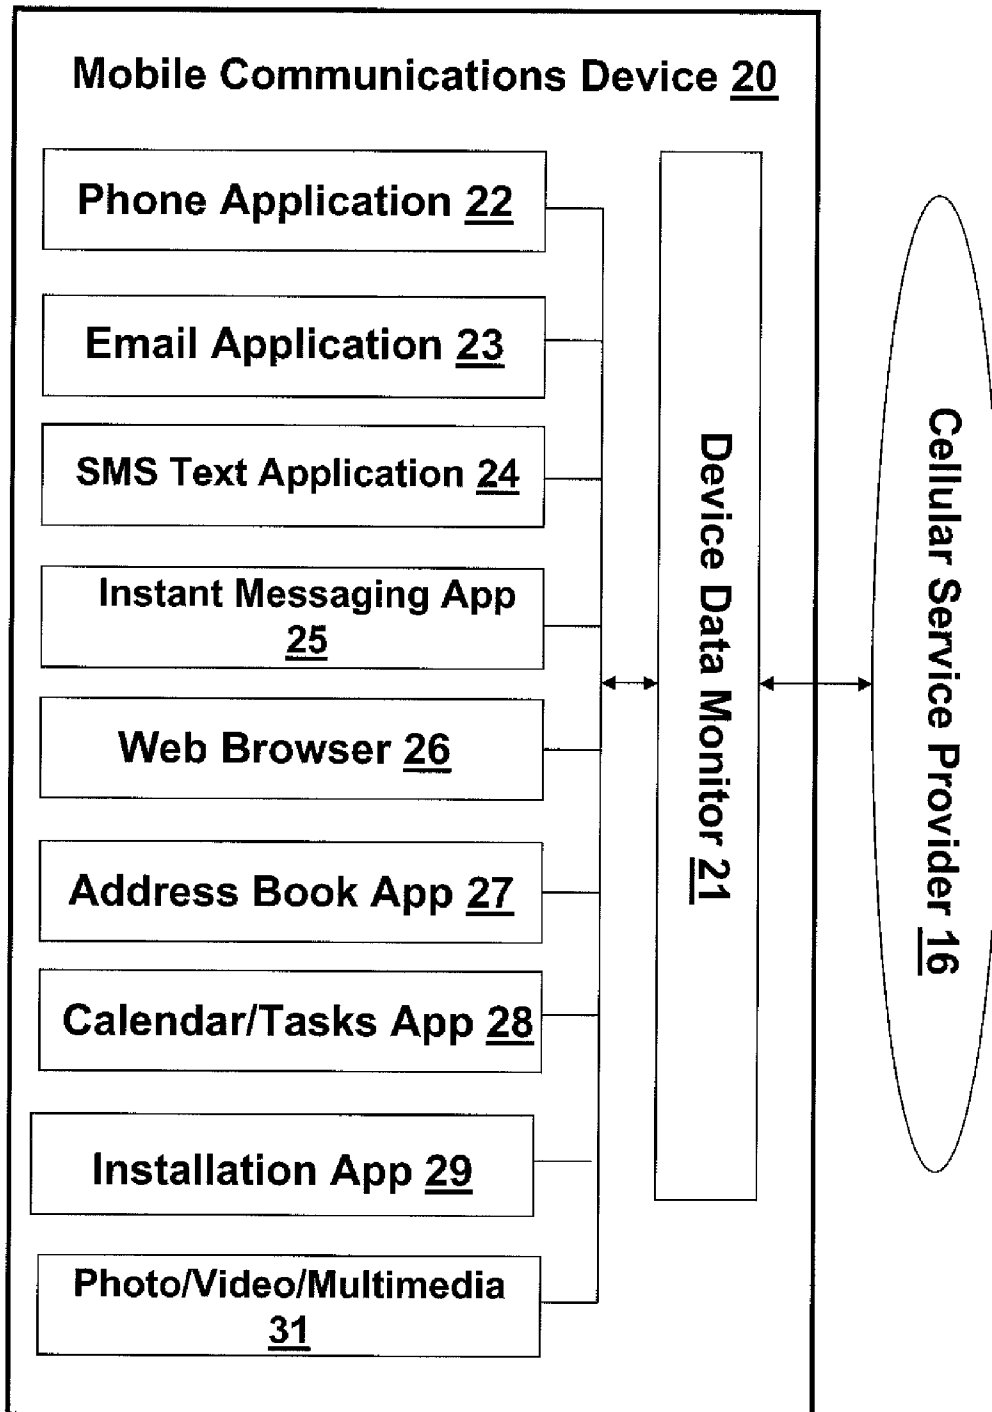 Mobile Communications Device 20
Phone Application 22
Email Application 23
SMS Text Application 24
Instant Messaging App
25
Web Browser 26
Address Book App 27
Calendar/Tasks App 28
Installation App 29
Photo/Video/Multimedia
31
Device Data Monitor 21
Cellular Service Provider 16